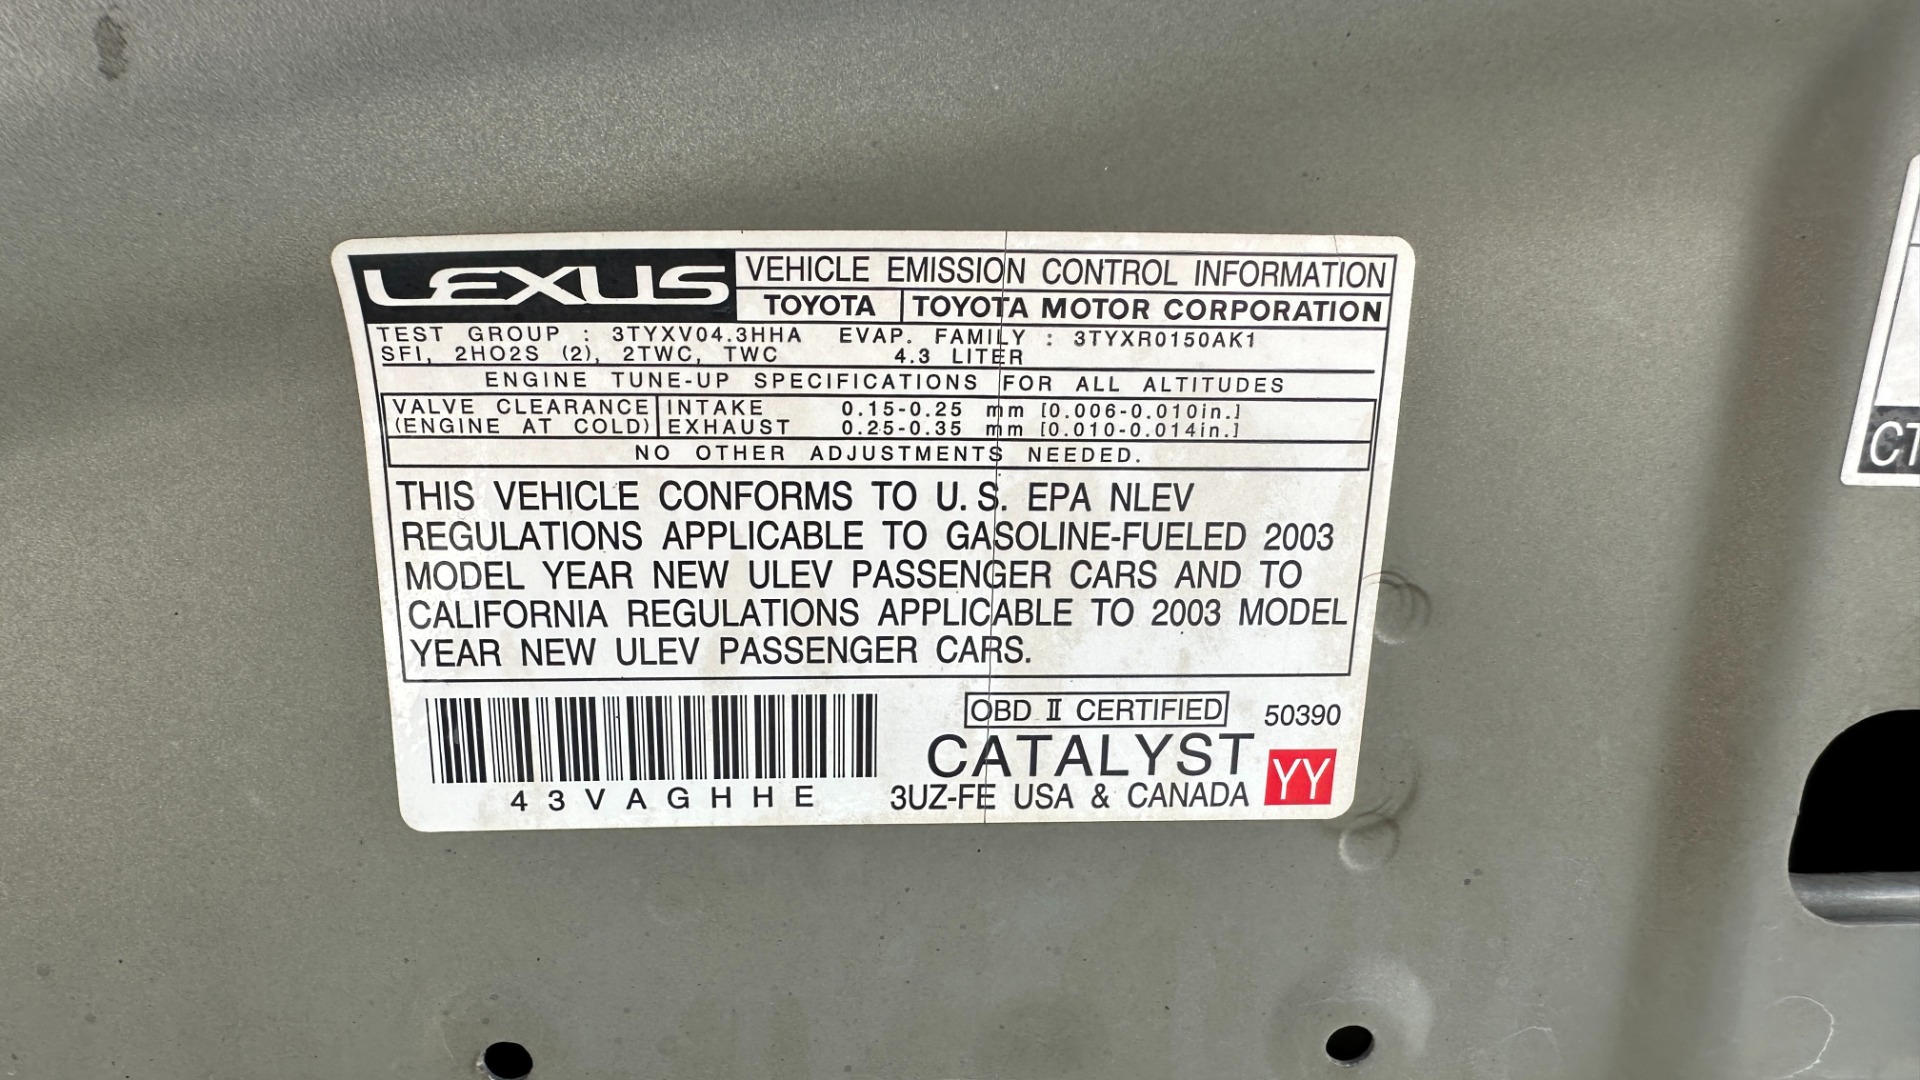 LEXUS VEHICLE EMISSION CONTROL INFORMATION
TOYOTA TOYOTA MOTOR CORPORATION
TEST GROUP : 3TYXV04.3HHA EVAP. FAMILY : 3TYXR0150AK1
SFI, 2HO2S (2), 2TWC, TWC 4.3 LITER
ENGINE TUNE-UP SPECIFICATIONS FOR ALL ALTITUDES
VALVE CLEARANCE INTAKE 0.15-0.25 mm [0.006-0.010in.]
(ENGINE AT COLD) EXHAUST 0.25-0.35 mm [0.010-0.014in.]
NO OTHER ADJUSTMENTS NEEDED.
THIS VEHICLE CONFORMS TO U.S. EPA NLEV
REGULATIONS APPLICABLE TO GASOLINE-FUELED 2003
MODEL YEAR NEW ULEV PASSENGER CARS AND TO
CALIFORNIA REGULATIONS APPLICABLE TO 2003 MODEL
YEAR NEW ULEV PASSENGER CARS.
OBD II CERTIFIED 50390
CATALYST YY
43VAGHHE 3UZ-FE USA & CANADA